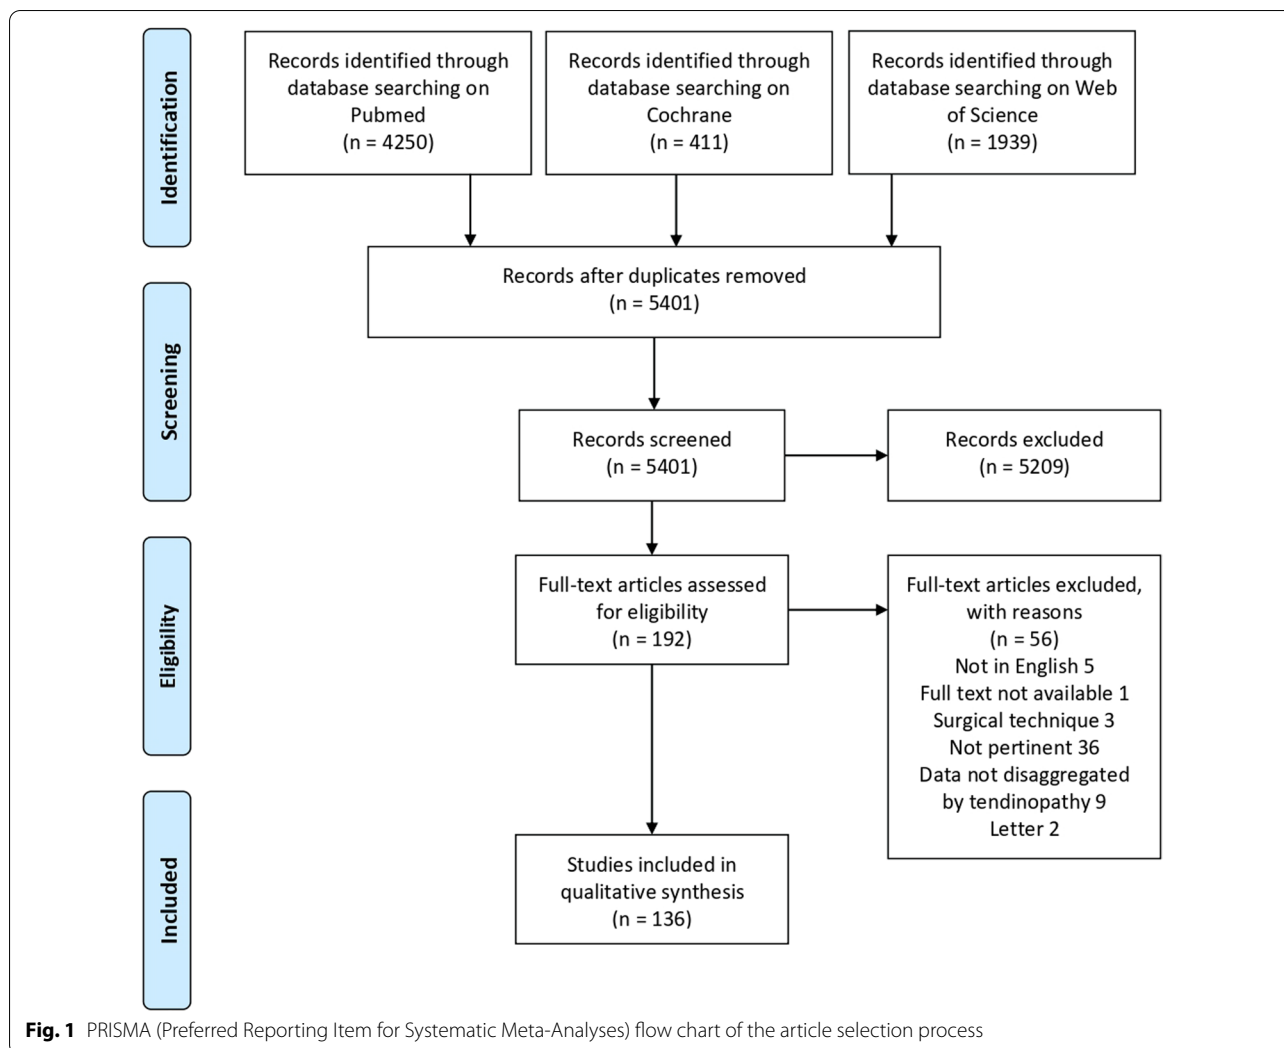 Identification
Records identified through
database searching on
Pubmed
(n = 4250)
Records identified through
database searching on
Cochrane
(n = 411)
Records identified through
database searching on Web
of Science
(n = 1939)
Records after duplicates removed
(n = 5401)
Screening
Records screened
(n = 5401)
Records excluded
(n = 5209)
Eligibility
Full-text articles assessed
for eligibility
(n = 192)
Full-text articles excluded,
with reasons
(n = 56)
Not in English 5
Full text not available 1
Surgical technique 3
Not pertinent 36
Data not disaggregated
by tendinopathy 9
Letter 2
Included
Studies included in
qualitative synthesis
(n = 136)
Fig. 1 PRISMA (Preferred Reporting Item for Systematic Meta-Analyses) flow chart of the article selection process